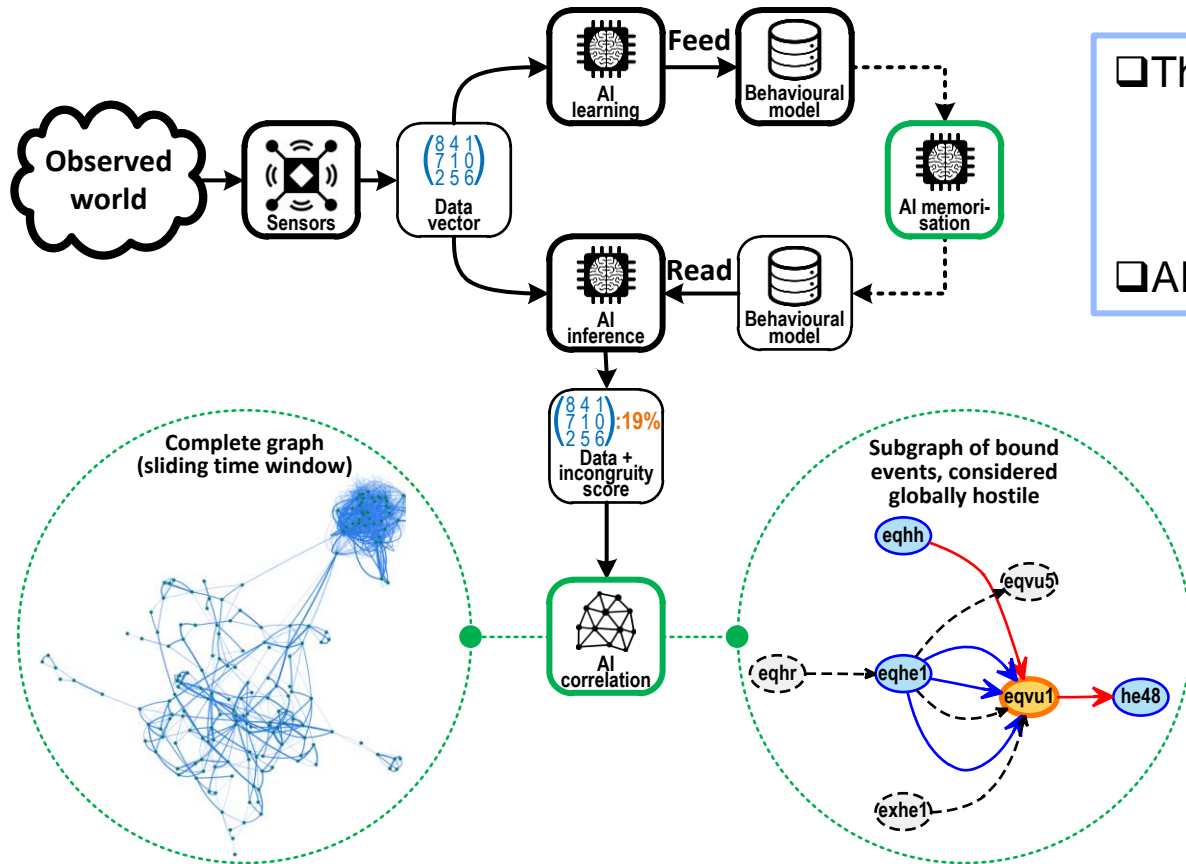 Observed
world
Sensors
(8 4 1
7 1 0
2 5 6)
Data
vector
AI
learning
Feed
Behavioural
model
AI memori-
sation
AI
inference
Read
Behavioural
model
(8 4 1
7 1 0
2 5 6):19%
Data +
incongruity
score
AI
correlation
Complete graph
(sliding time window)
Subgraph of bound
events, considered
globally hostile
eqhh
eqvu5
eqhr
eqhe1
eqvu1
he48
exhe1
❑Th